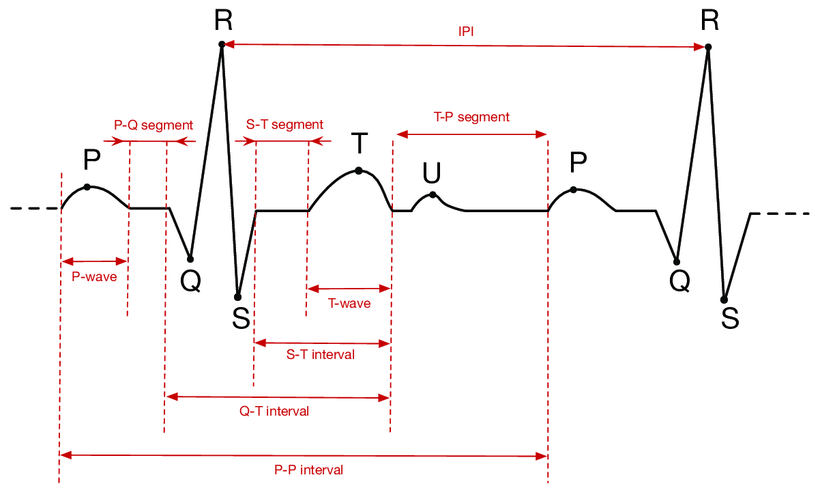 R
R
IPI
P-Q segment
S-T segment
T-P segment
P
T
U
P
Q
S
Q
S
P-wave
T-wave
S-T interval
Q-T interval
P-P interval